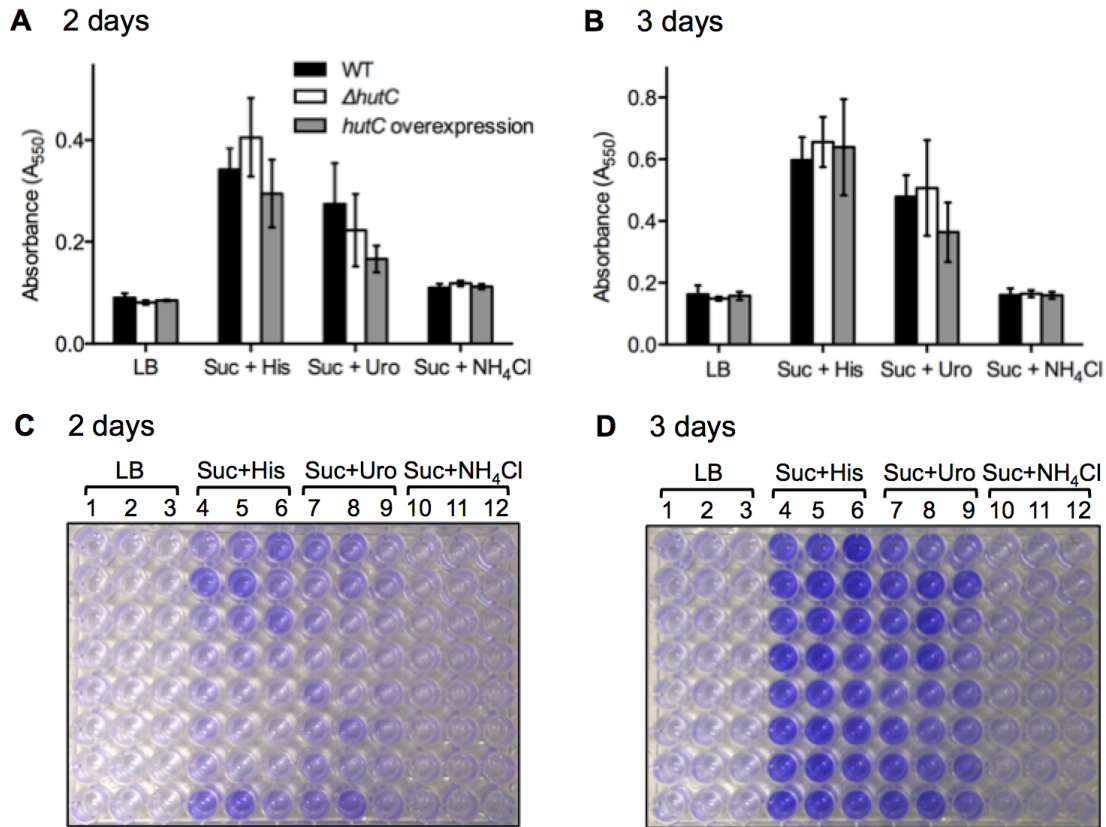 A 2 days
Absorbance (A550)
0.4
0.2
0.0
WT
ΔhutC
hutC overexpression
LB Suc + His Suc + Uro Suc + NH4Cl
B 3 days
Absorbance (A550)
0.8
0.6
0.4
0.2
0.0
LB Suc + His Suc + Uro Suc + NH4Cl
C 2 days
LB Suc+His Suc+Uro Suc+NH4Cl
1 2 3 4 5 6 7 8 9 10 11 12
D 3 days
LB Suc+His Suc+Uro Suc+NH4Cl
1 2 3 4 5 6 7 8 9 10 11 12